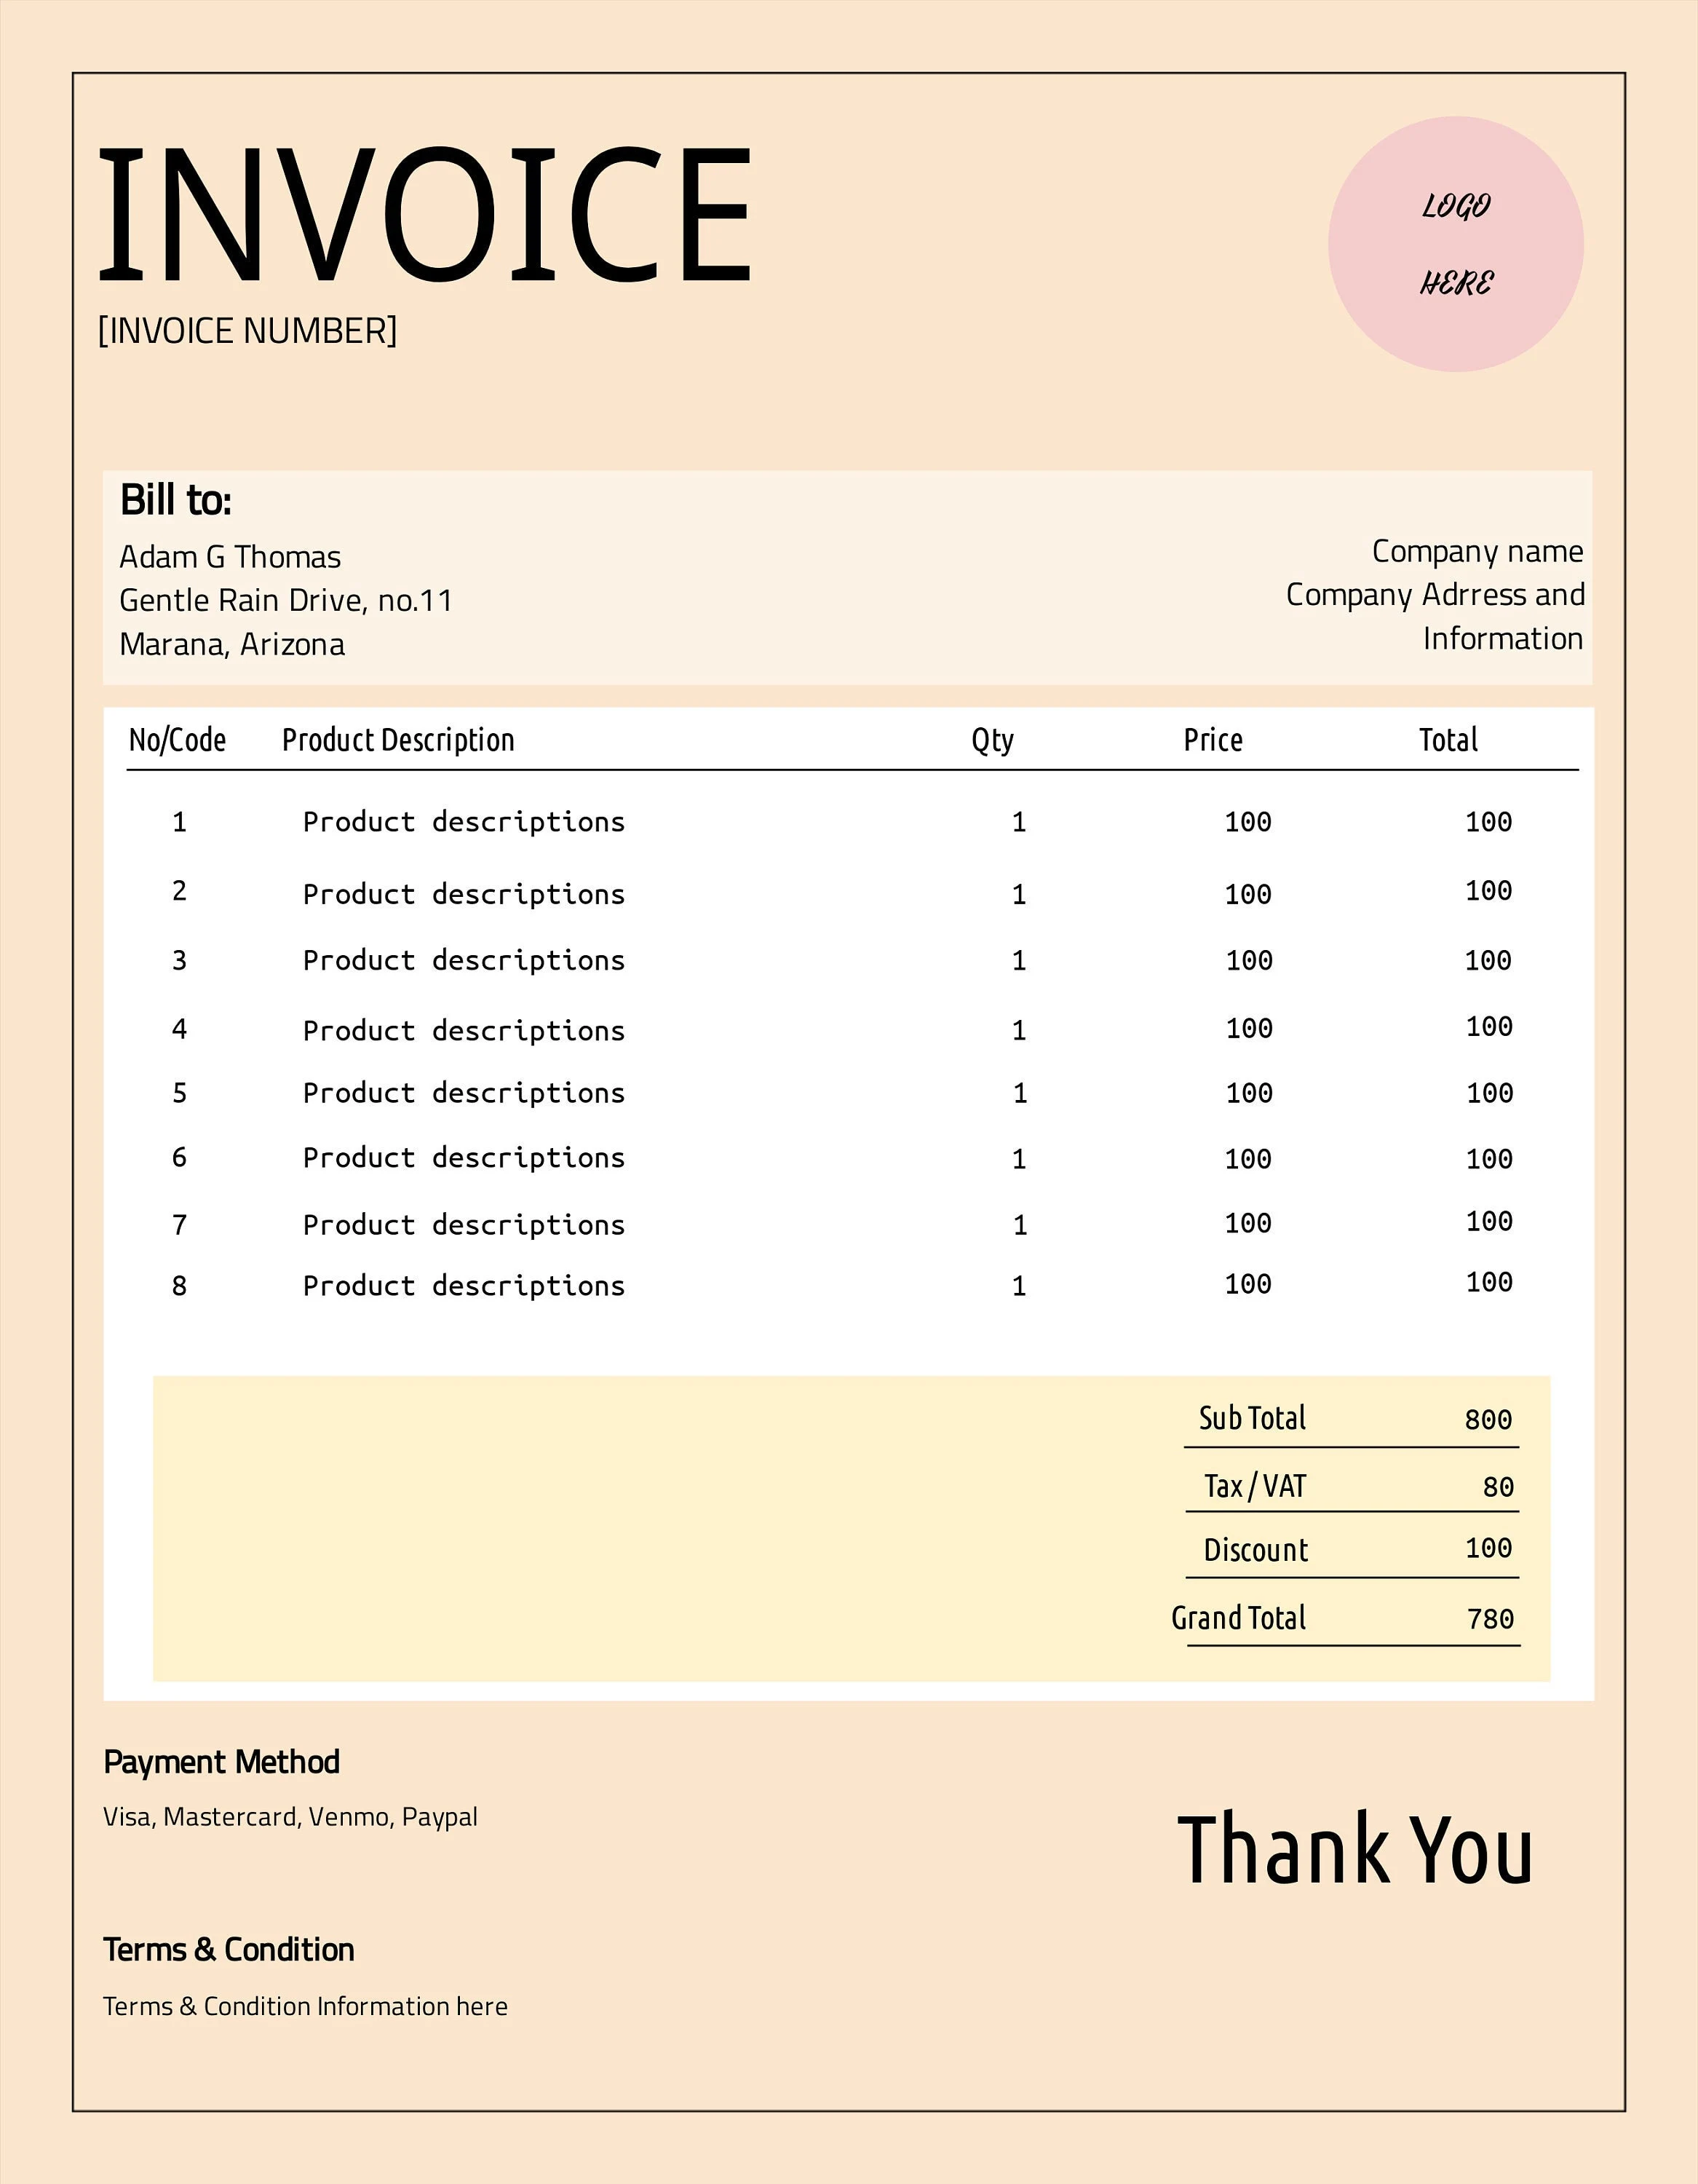 INVOICE
[INVOICE NUMBER]
LOGO
HERE
Bill to:
Adam G Thomas
Gentle Rain Drive, no.11
Marana, Arizona
Company name
Company Adrress and
Information
No/Code Product Description Qty Price Total
1 Product descriptions 1 100 100
2 Product descriptions 1 100 100
3 Product descriptions 1 100 100
4 Product descriptions 1 100 100
5 Product descriptions 1 100 100
6 Product descriptions 1 100 100
7 Product descriptions 1 100 100
8 Product descriptions 1 100 100
Sub Total 800
Tax / VAT 80
Discount 100
Grand Total 780
Payment Method
Visa, Mastercard, Venmo, Paypal
Thank You
Terms & Condition
Terms & Condition Information here